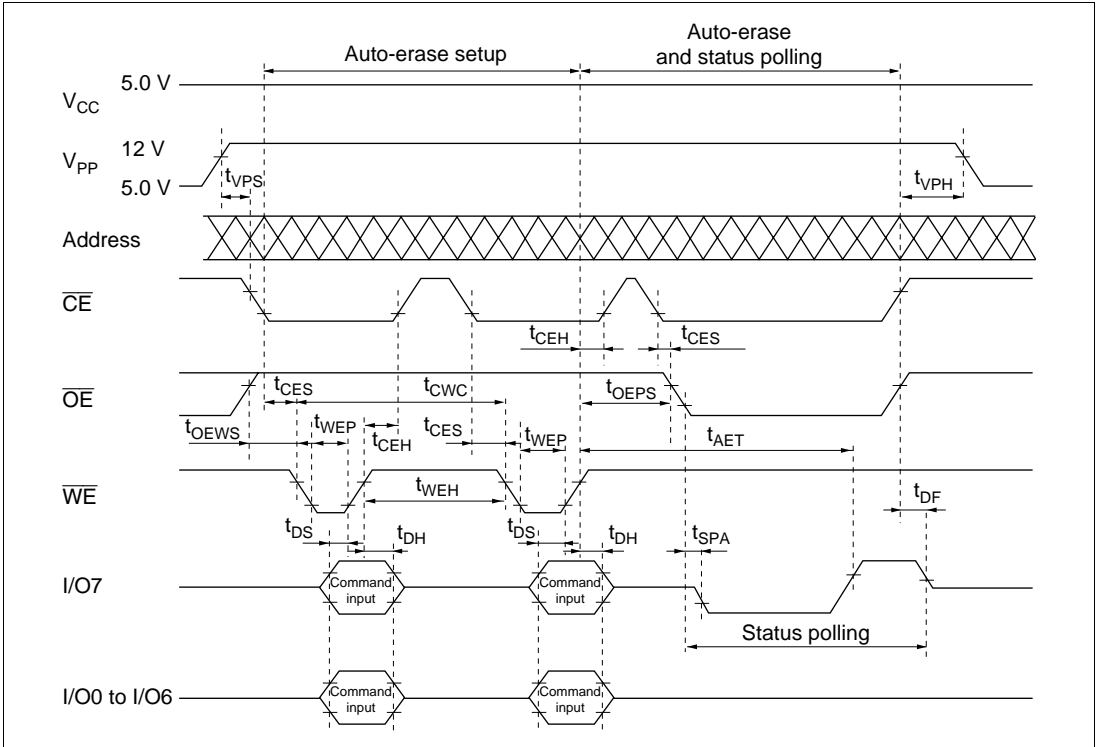 Auto-erase setup
Auto-erase
and status polling
VCC
5.0 V
VPP
12 V
5.0 V
tVPS
tVPH
Address
CE
tCEH
tCES
OE
tCES
tCWC
tOEPS
tOEWS
tWEP
tCEH
tCES
tWEP
tAET
WE
tWEH
tDF
tDS
tDH
tDS
tDH
tSPA
I/O7
Command
input
Command
input
Status polling
I/O0 to I/O6
Command
input
Command
input